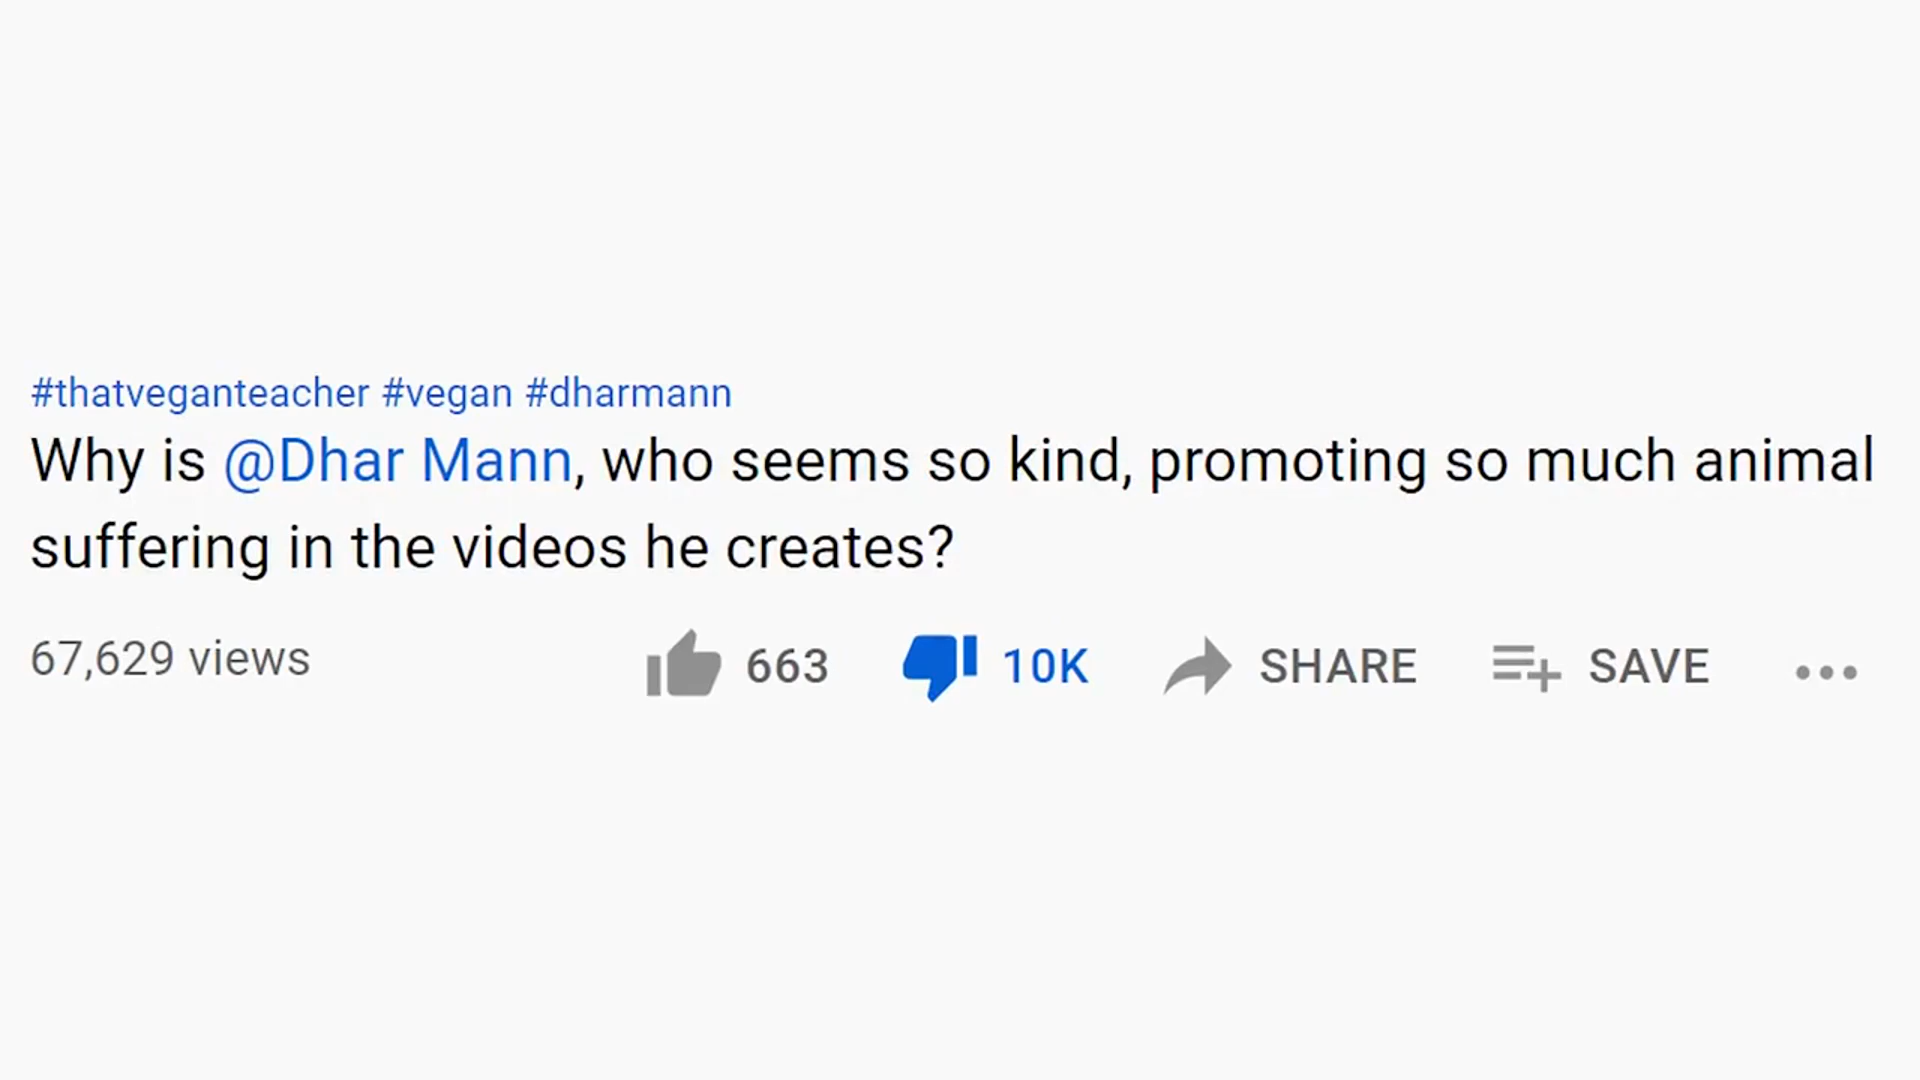 #thatveganteacher #vegan #dharmann
Why is @Dhar Mann, who seems so kind, promoting so much animal
suffering in the videos he creates?
67,629 views 663 10K SHARE SAVE